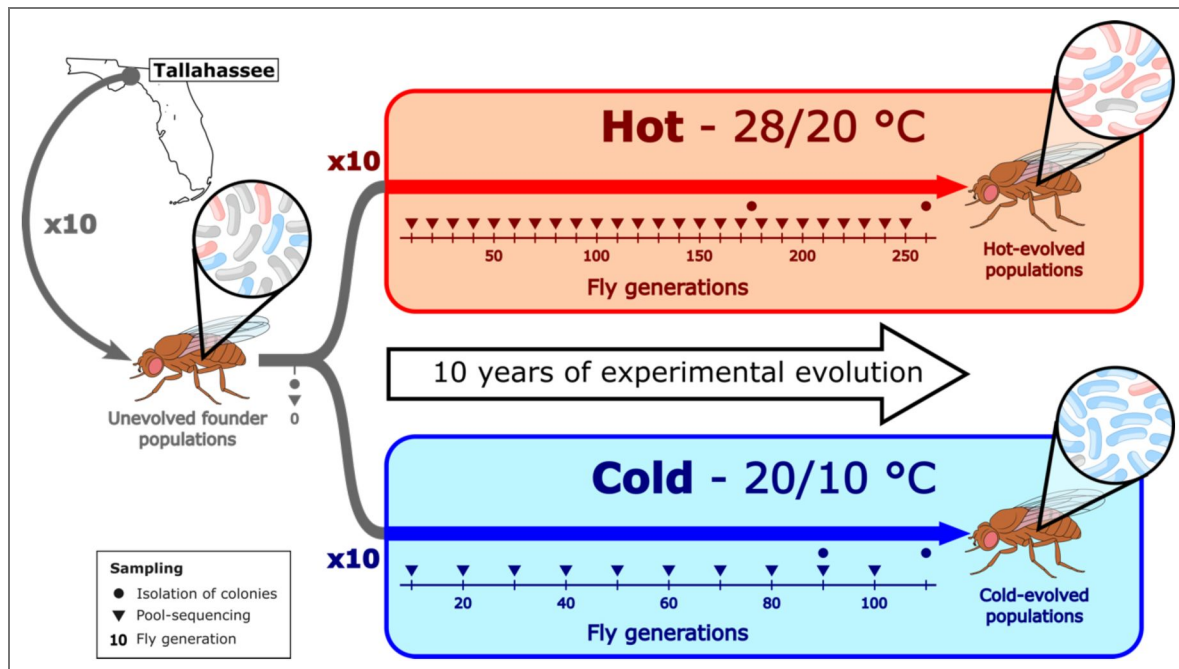 Tallahassee
x10
Unevolved founder
populations
0
x10
Hot - 28/20 °C
50 100 150 200 250
Fly generations
Hot-evolved
populations
10 years of experimental evolution
x10
Cold - 20/10 °C
20 40 60 80 100
Fly generations
Cold-evolved
populations
Sampling
Isolation of colonies
Pool-sequencing
10 Fly generation